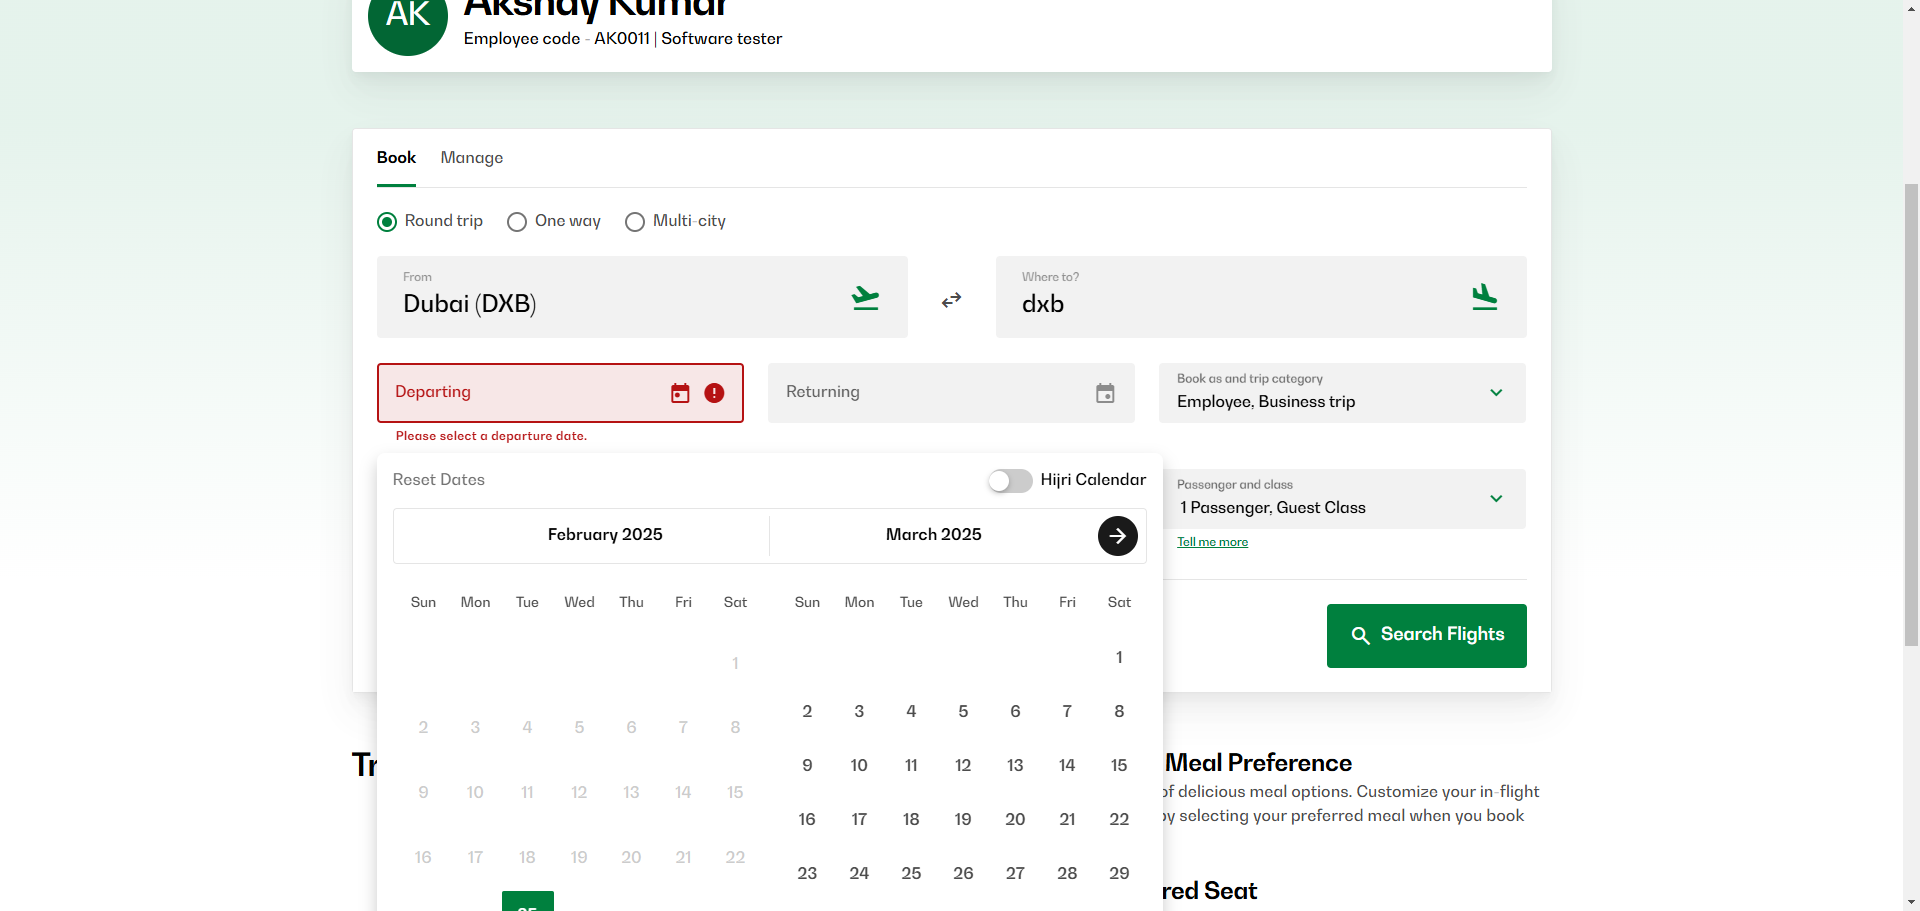 AK
Akshay Kumar
Employee code - AK0011 | Software tester
Book Manage
Round trip One way Multi-city
From
Dubai (DXB)
Where to?
dxb
Departing
Please select a departure date.
Returning
Book as and trip category
Employee, Business trip
Reset Dates
Hijri Calendar
February 2025
March 2025
Sun Mon Tue Wed Thu Fri Sat
1
2 3 4 5 6 7 8
9 10 11 12 13 14 15
16 17 18 19 20 21 22
25
Sun Mon Tue Wed Thu Fri Sat
1
2 3 4 5 6 7 8
9 10 11 12 13 14 15
16 17 18 19 20 21 22
23 24 25 26 27 28 29
Passenger and class
1 Passenger, Guest Class
Tell me more
Search Flights
Meal Preference
of delicious meal options. Customize your in-flight
by selecting your preferred meal when you book
Seat